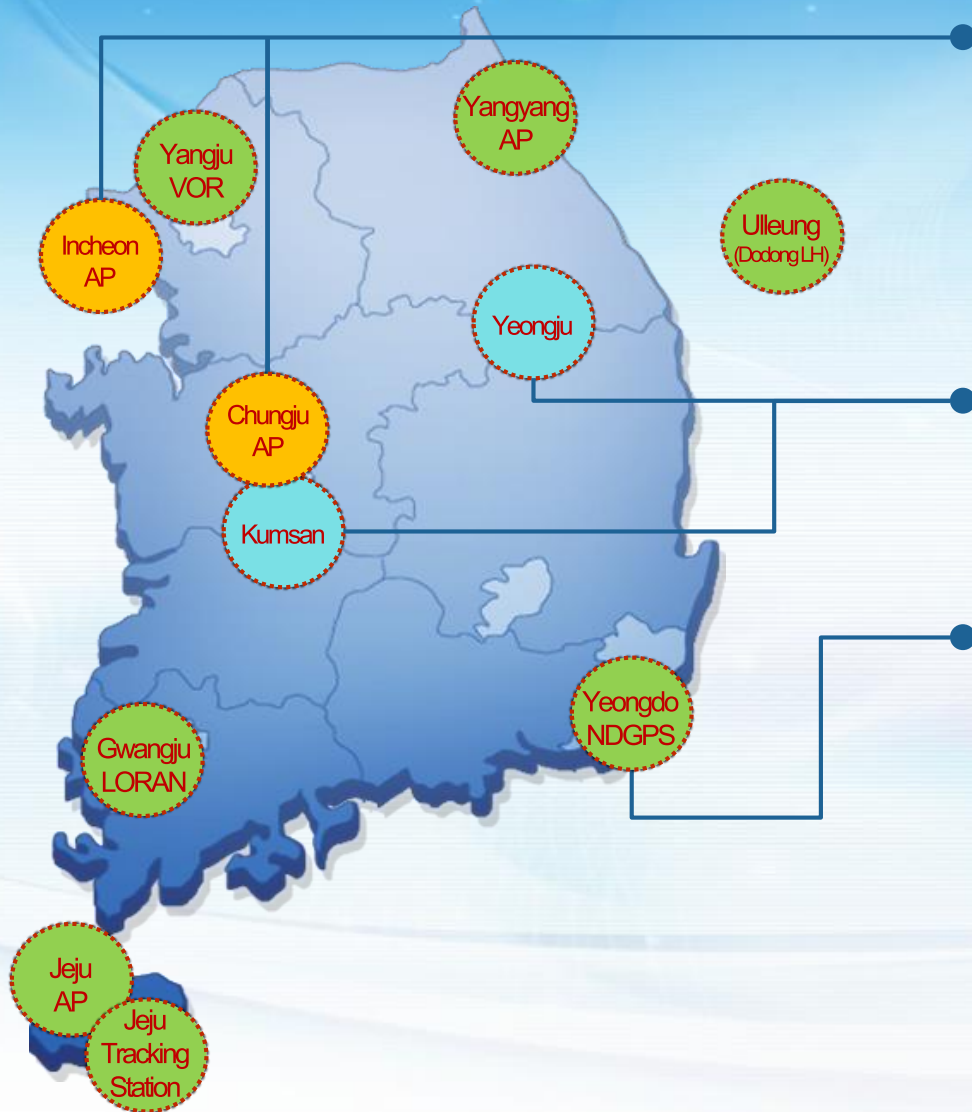 Yangyang
AP
Yangju
VOR
Ulleung
(Dodong LH)
Incheon
AP
Yeongju
Chungju
AP
Kumsan
Yeongdo
NDGPS
Gwangju
LORAN
Jeju
AP
Jeju
Tracking
Station